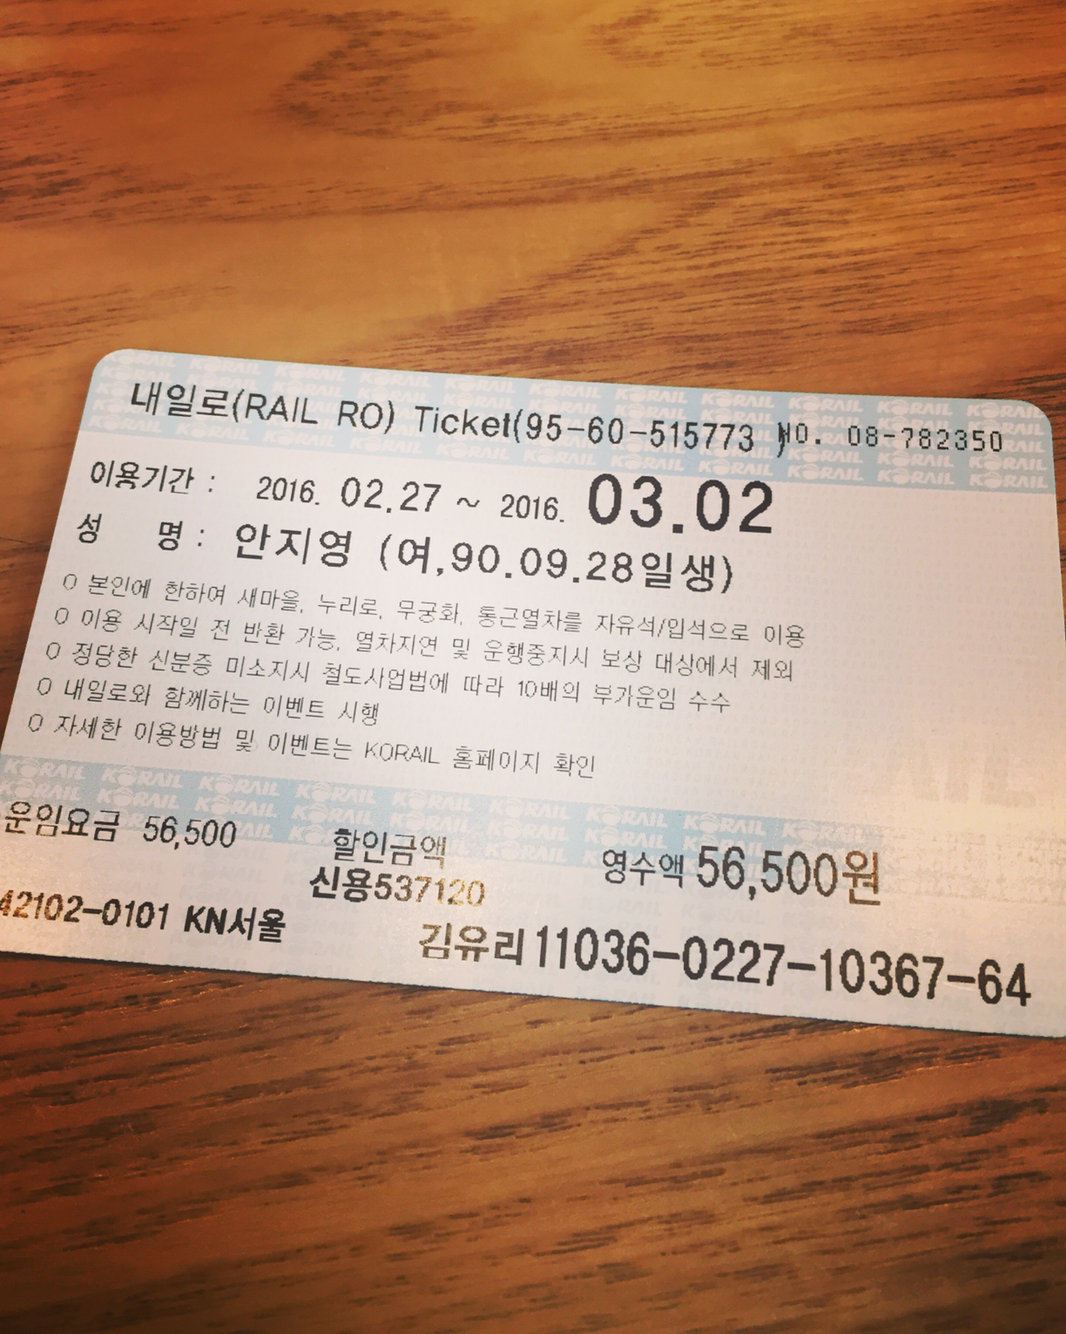 내일로(RAIL RO) Ticket(95-60-515773 NO. 08-782350
이용기간 : 2016. 02.27 ~ 2016. 03.02
성 명 : 안지영 (여,90.09.28일생)
O 본인에 한하여 새마을, 누리로, 무궁화, 통근열차를 자유석/입석으로 이용
O 이용 시작일 전 반환 가능, 열차지연 및 운행중지시 보상 대상에서 제외
O 정당한 신분증 미소지시 철도사업법에 따라 10배의 부가운임 수수
O 내일로와 함께하는 이벤트 시행
O 자세한 이용방법 및 이벤트는 KORAIL 홈페이지 확인
운임요금 56,500 할인금액 영수액 56,500원
신용537120
42102-0101 KN서울 김유리11036-0227-10367-64